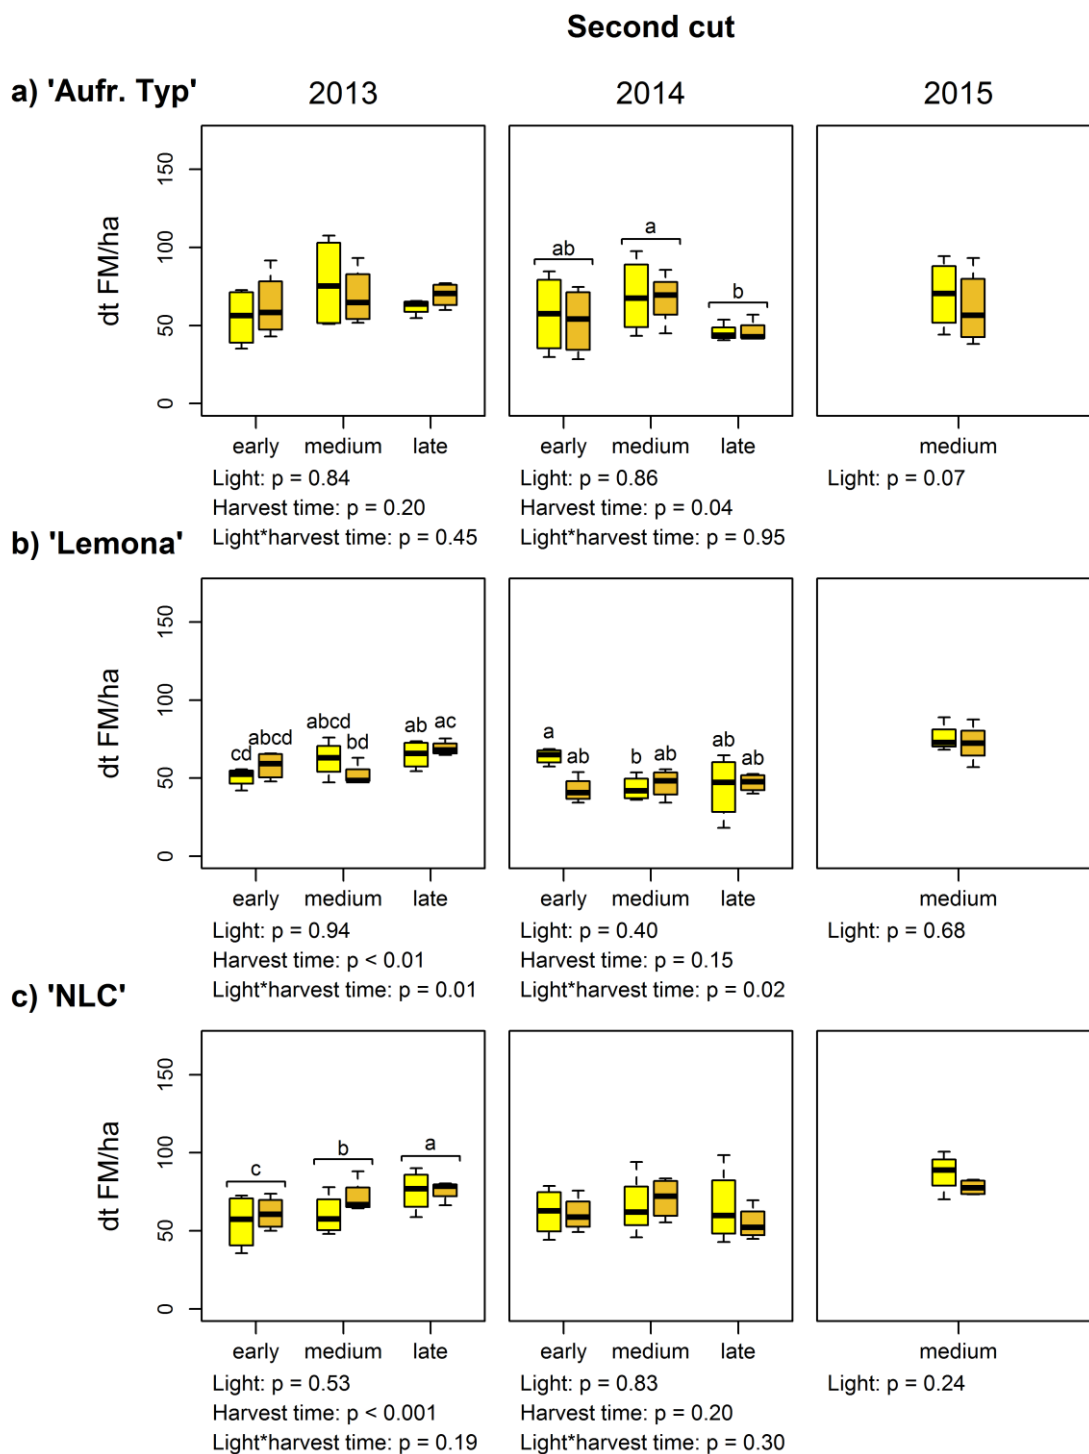 Second cut
a) 'Aufr. Typ' 2013 2014 2015
dt FM/ha
0 50 100 150
ab a b
early medium late early medium late medium
Light: p = 0.84 Light: p = 0.86 Light: p = 0.07
Harvest time: p = 0.20 Harvest time: p = 0.04
Light*harvest time: p = 0.45 Light*harvest time: p = 0.95
b) 'Lemona'
dt FM/ha
0 50 100 150
cd abcd abcd bd ab ac a ab b ab ab ab
early medium late early medium late medium
Light: p = 0.94 Light: p = 0.40 Light: p = 0.68
Harvest time: p < 0.01 Harvest time: p = 0.15
Light*harvest time: p = 0.01 Light*harvest time: p = 0.02
c) 'NLC'
dt FM/ha
0 50 100 150
c b a
early medium late early medium late medium
Light: p = 0.53 Light: p = 0.83 Light: p = 0.24
Harvest time: p < 0.001 Harvest time: p = 0.20
Light*harvest time: p = 0.19 Light*harvest time: p = 0.30